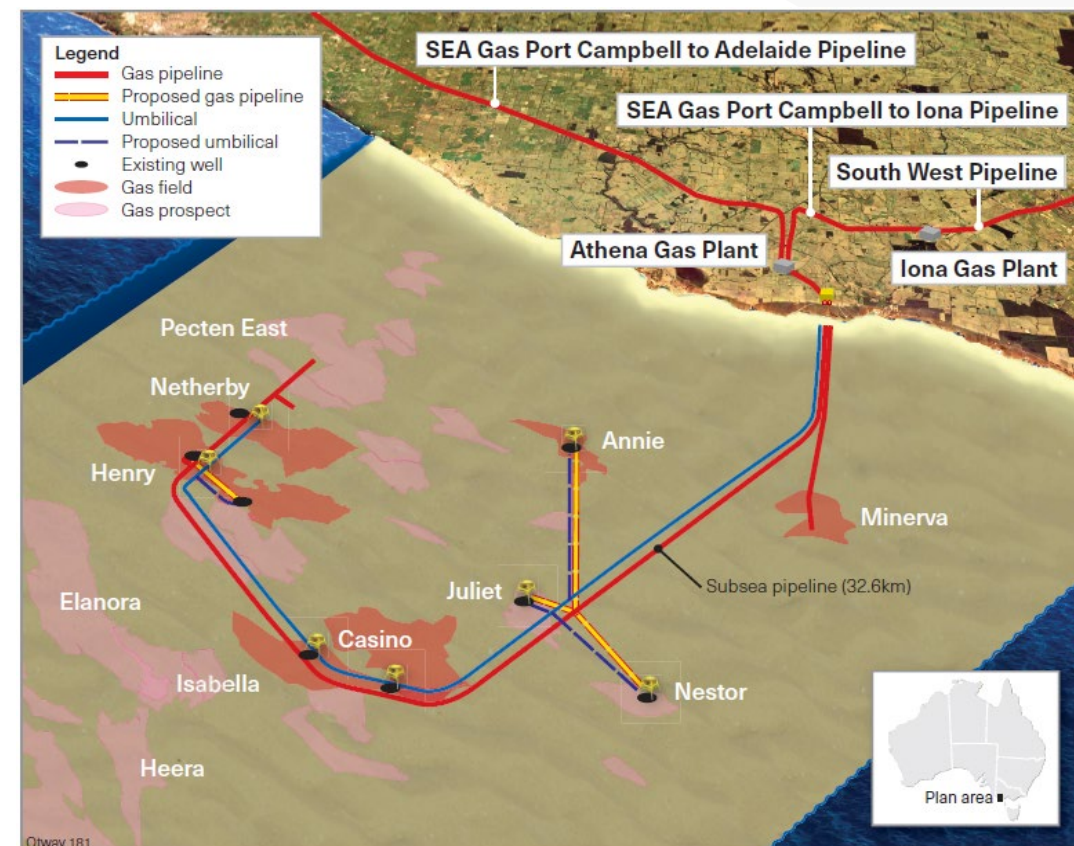 Legend
Gas pipeline
Proposed gas pipeline
Umbilical
Proposed umbilical
Existing well
Gas field
Gas prospect
SEA Gas Port Campbell to Adelaide Pipeline
SEA Gas Port Campbell to Iona Pipeline
South West Pipeline
Athena Gas Plant
Iona Gas Plant
Pecten East
Netherby
Henry
Annie
Minerva
Subsea pipeline (32.6km)
Juliet
Elanora
Casino
Isabella
Nestor
Heera
Plan area
Otway 181